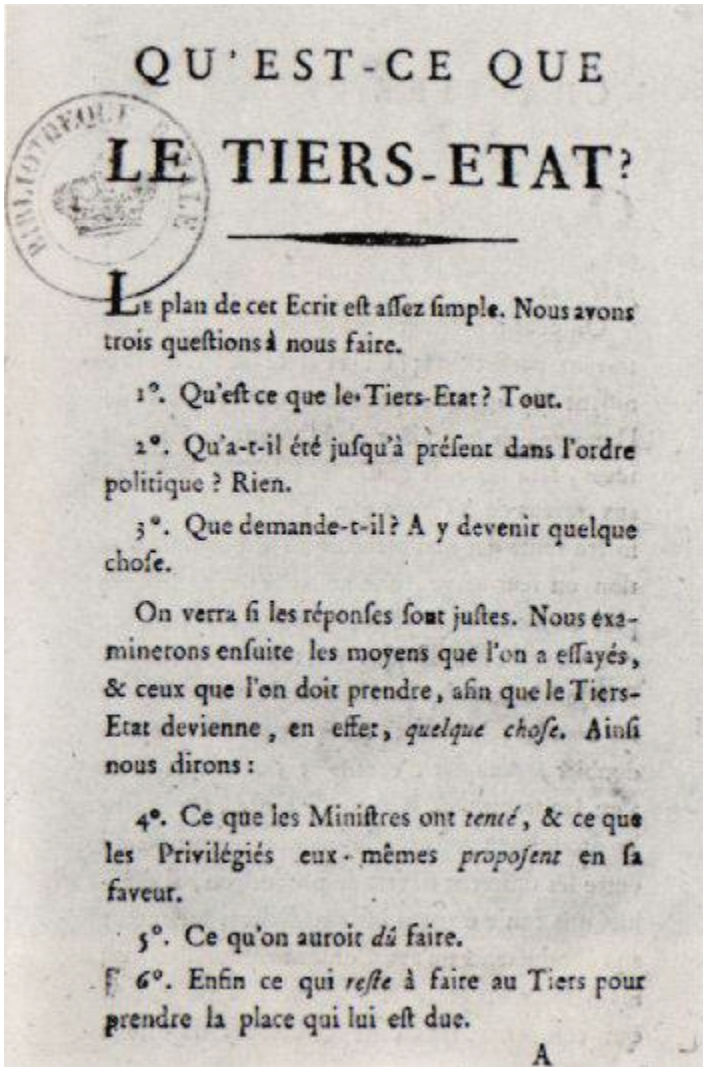 QU'EST-CE QUE
LE TIERS-ETAT?
BIBLIOTHEQUE ROYALE
LE plan de cet Ecrit eſt aſſez ſimple. Nous avons
trois queſtions à nous faire.
1°. Qu'eſt ce que le Tiers-Etat? Tout.
2°. Qu'a-t-il été juſqu'à préſent dans l'ordre
politique ? Rien.
3°. Que demande-t-il? A y devenir quelque
choſe.
On verra ſi les réponſes ſont juſtes. Nous exa-
minerons enſuite les moyens que l'on a eſſayés,
& ceux que l'on doit prendre, afin que le Tiers-
Etat devienne, en effet, quelque choſe. Ainſi
nous dirons :
4°. Ce que les Miniſtres ont tenté, & ce que
les Privilégiés eux-mêmes propoſent en ſa
faveur.
5°. Ce qu'on auroit dû faire.
6°. Enfin ce qui reſte à faire au Tiers pour
prendre la place qui lui eſt due.
A